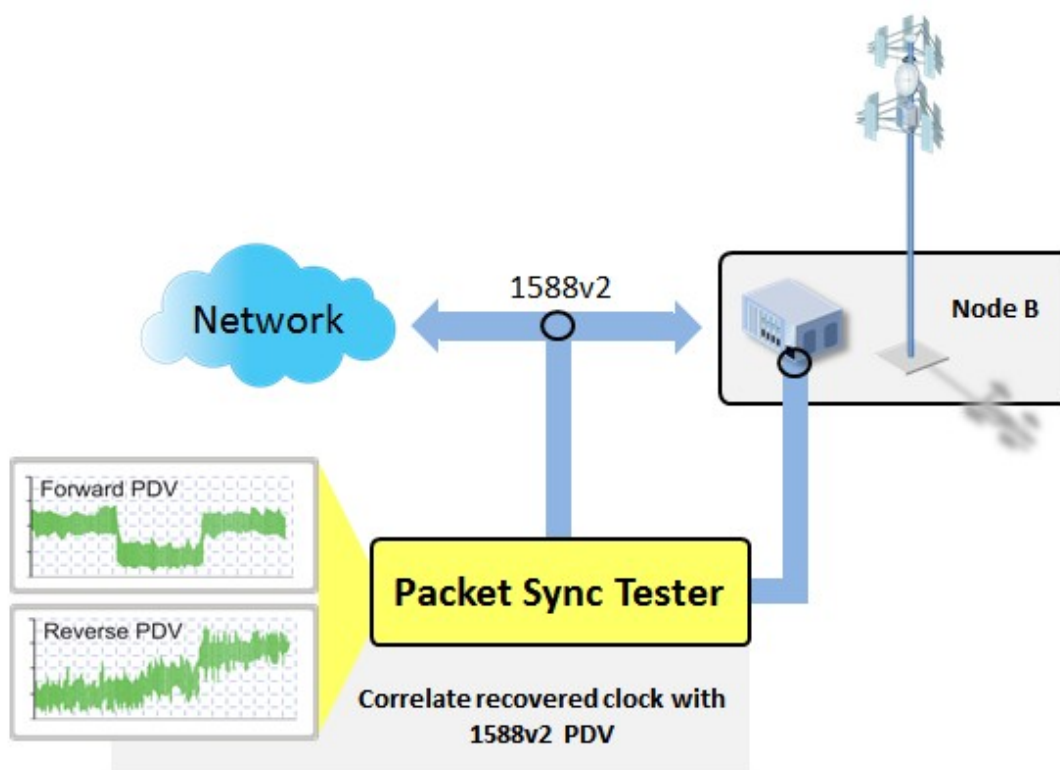 1588v2
Network
Node B
Forward PDV
Reverse PDV
Packet Sync Tester
Correlate recovered clock with
1588v2 PDV